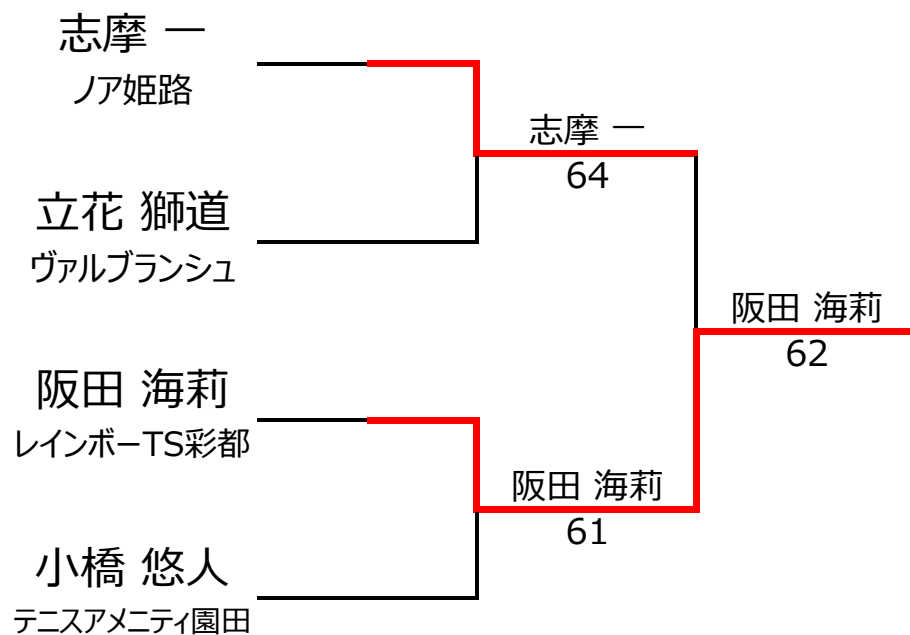 志摩 一
ノア姫路
志摩 一
64
立花 獅道
ヴァルブランシュ
阪田 海莉
62
阪田 海莉
レインボーTS彩都
阪田 海莉
61
小橋 悠人
テニスアメニティ園田